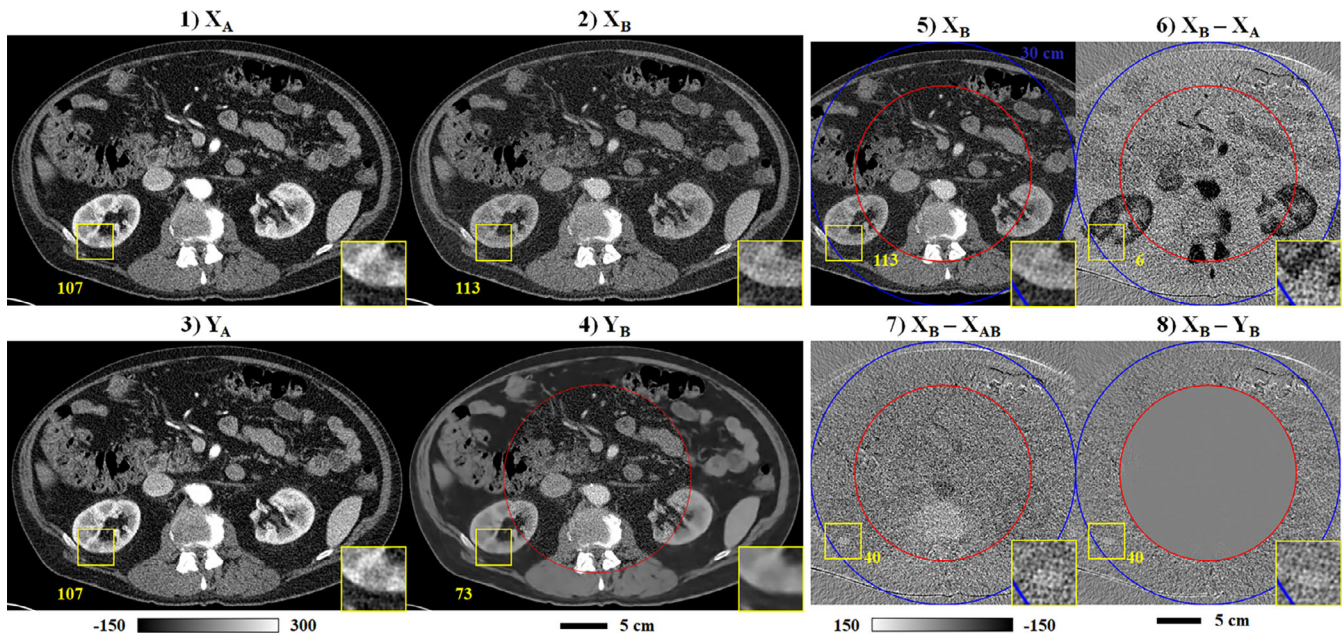 1) X_A
2) X_B
5) X_B
6) X_B – X_A
30 cm
107
113
113
6
3) Y_A
4) Y_B
7) X_B – X_AB
8) X_B – Y_B
107
73
40
40
-150 300
5 cm
150 -150
5 cm